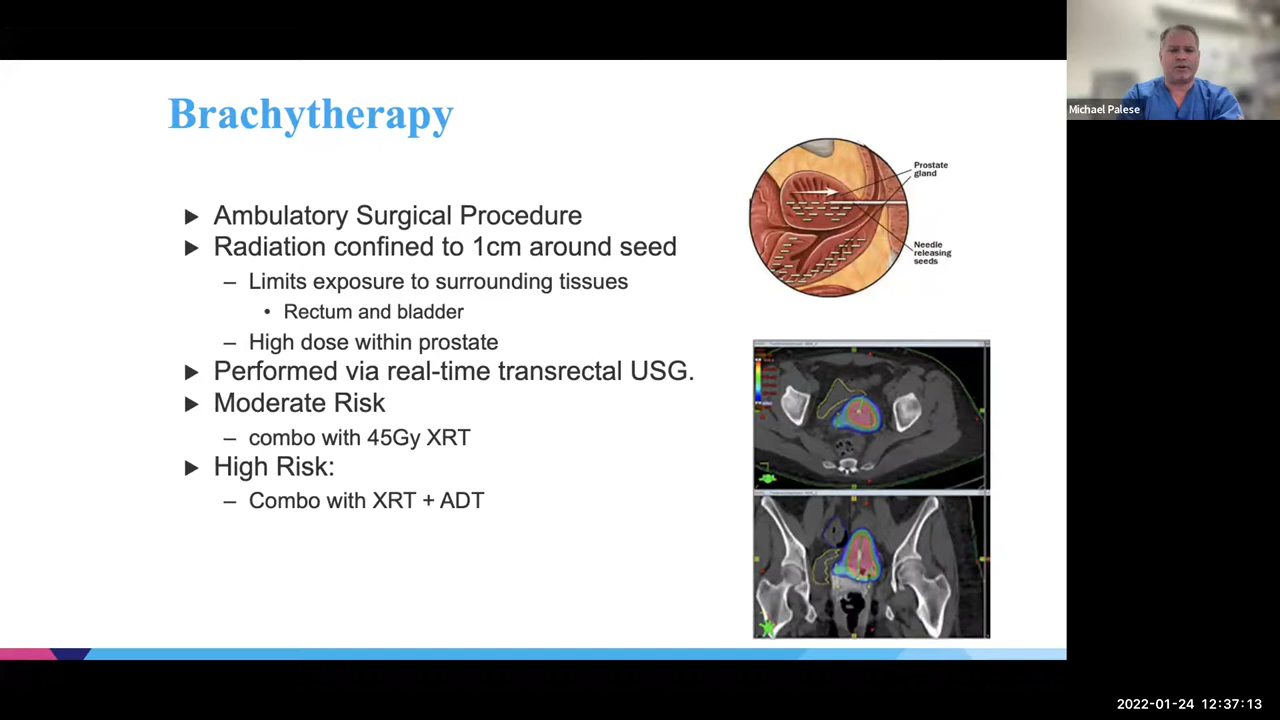 Brachytherapy
Ambulatory Surgical Procedure
Radiation confined to 1cm around seed
– Limits exposure to surrounding tissues
• Rectum and bladder
– High dose within prostate
Performed via real-time transrectal USG.
Moderate Risk
– combo with 45Gy XRT
High Risk:
– Combo with XRT + ADT
Prostate
gland
Needle
releasing
seeds
Michael Palese
2022-01-24 12:37:13